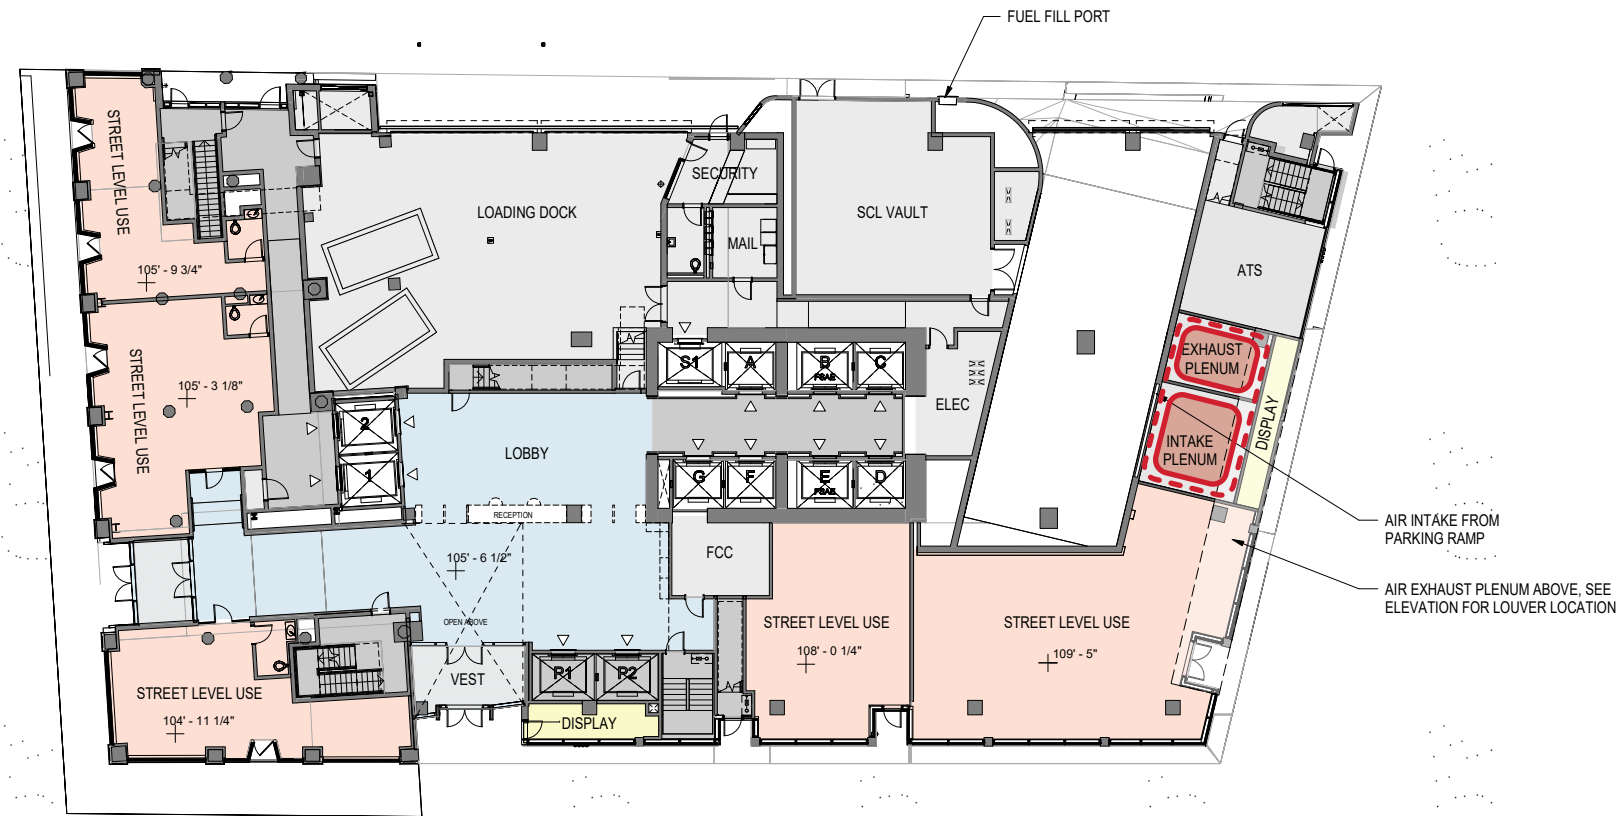 FUEL FILL PORT
STREET LEVEL USE
SECURITY
LOADING DOCK
SCL VAULT
MAIL
ATS
105' - 9 3/4"
STREET LEVEL USE
105' - 3 1/8"
S1
A
B
FSAE
C
EXHAUST
PLENUM
ELEC
DISPLAY
2
1
LOBBY
INTAKE
PLENUM
G
F
E
FSAE
D
RECEPTION
AIR INTAKE FROM
PARKING RAMP
FCC
105' - 6 1/2"
AIR EXHAUST PLENUM ABOVE, SEE
ELEVATION FOR LOUVER LOCATION
OPEN ABOVE
STREET LEVEL USE
108' - 0 1/4"
STREET LEVEL USE
109' - 5"
VEST
P1
P2
STREET LEVEL USE
104' - 11 1/4"
DISPLAY